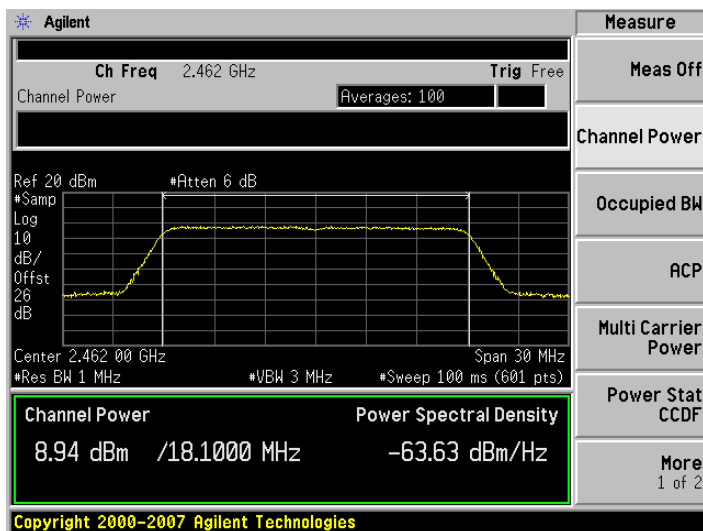 Agilent
Measure
Ch Freq 2.462 GHz Trig Free
Meas Off
Channel Power Averages: 100
Channel Power
Ref 20 dBm #Atten 6 dB
#Samp
Log
10
dB/
Offst
26
dB
Occupied BW
ACP
Multi Carrier
Power
Center 2.462 00 GHz Span 30 MHz
#Res BW 1 MHz #VBW 3 MHz #Sweep 100 ms (601 pts)
Power Stat
CCDF
Channel Power Power Spectral Density
8.94 dBm /18.1000 MHz -63.63 dBm/Hz
More
1 of 2
Copyright 2000-2007 Agilent Technologies